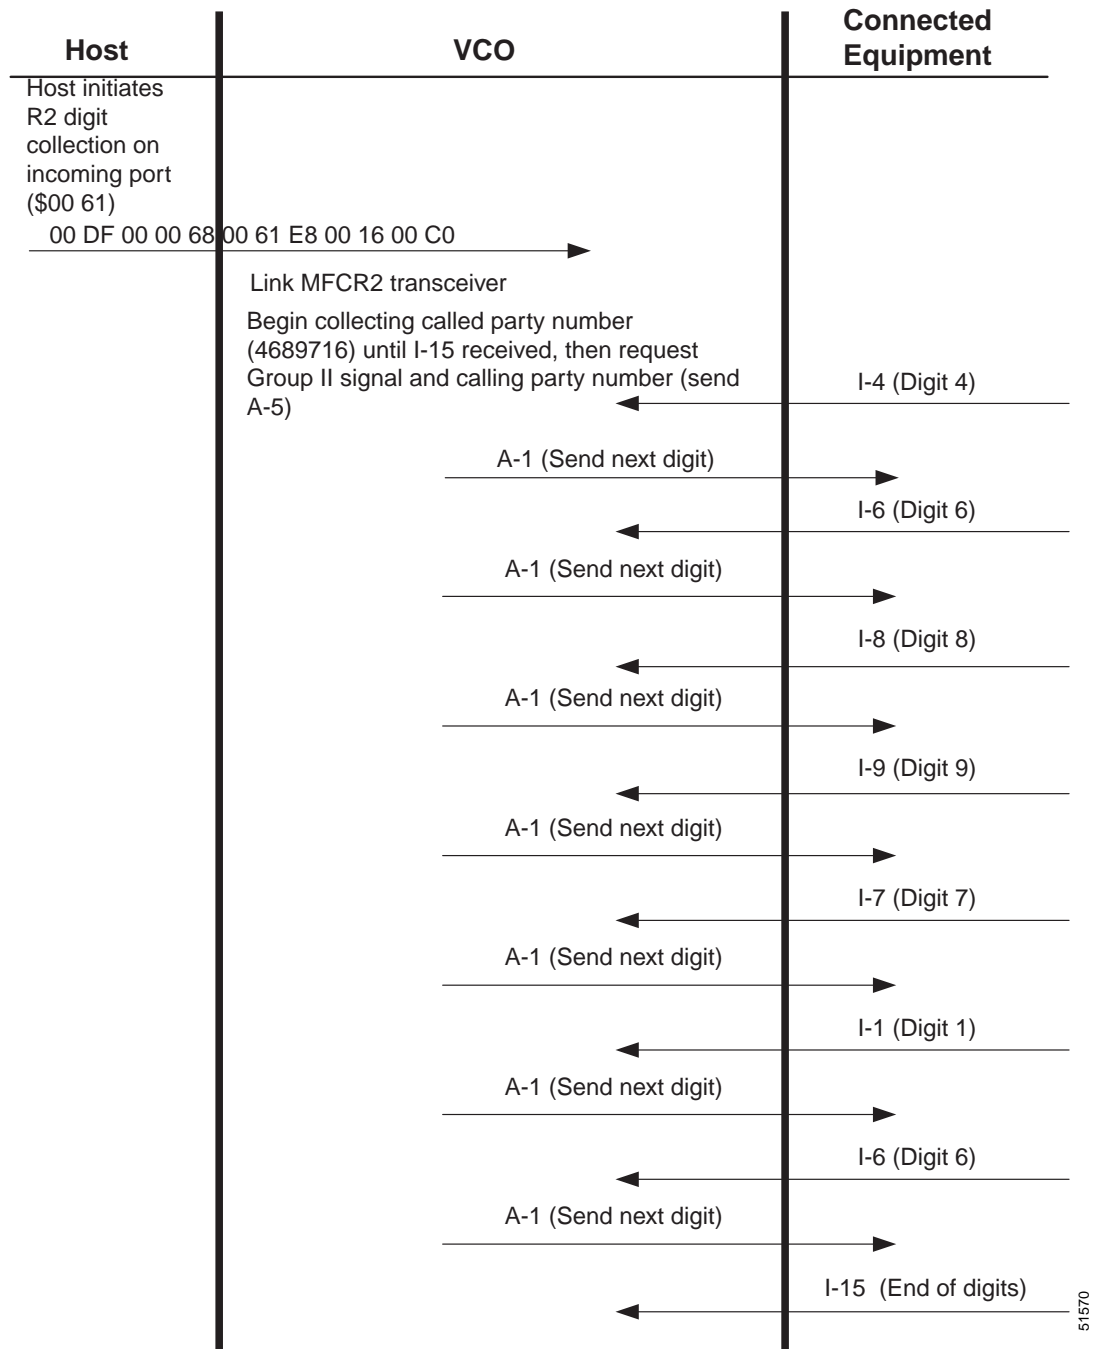 Host
VCO
Connected
Equipment
Host initiates
R2 digit
collection on
incoming port
($00 61)
00 DF 00 00 68 00 61 E8 00 16 00 C0
Link MFCR2 transceiver
Begin collecting called party number
(4689716) until I-15 received, then request
Group II signal and calling party number (send
A-5)
I-4 (Digit 4)
A-1 (Send next digit)
I-6 (Digit 6)
A-1 (Send next digit)
I-8 (Digit 8)
A-1 (Send next digit)
I-9 (Digit 9)
A-1 (Send next digit)
I-7 (Digit 7)
A-1 (Send next digit)
I-1 (Digit 1)
A-1 (Send next digit)
I-6 (Digit 6)
A-1 (Send next digit)
I-15 (End of digits)
51570